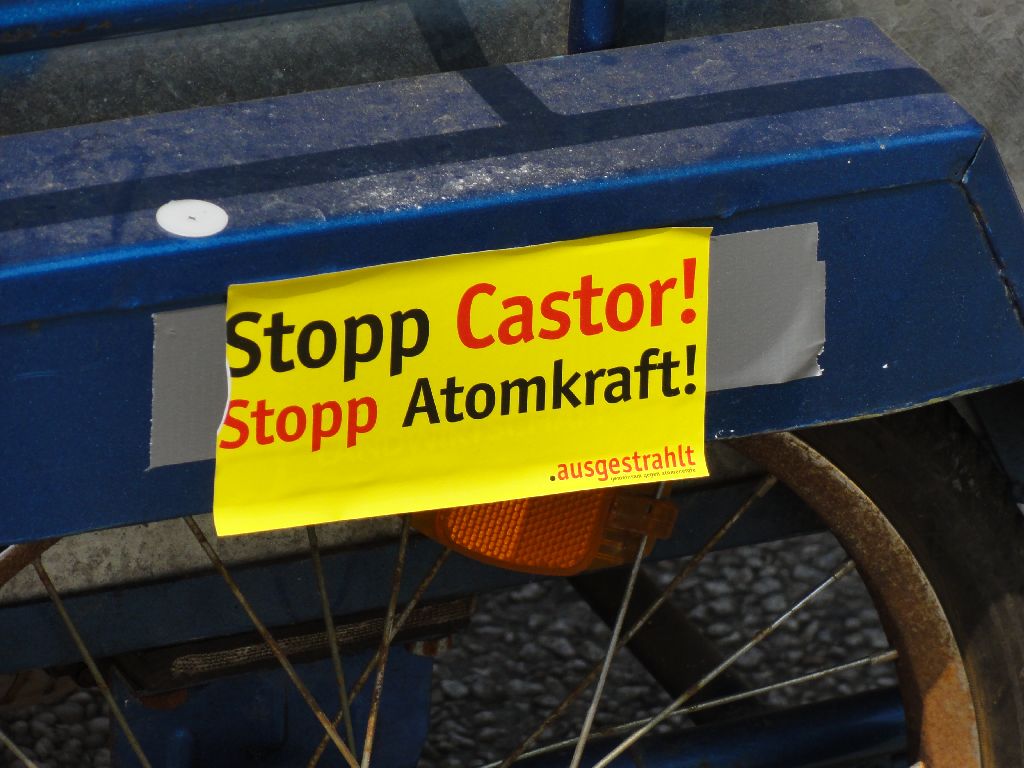 Stopp Castor!
Stopp Atomkraft!
.ausgestrahlt